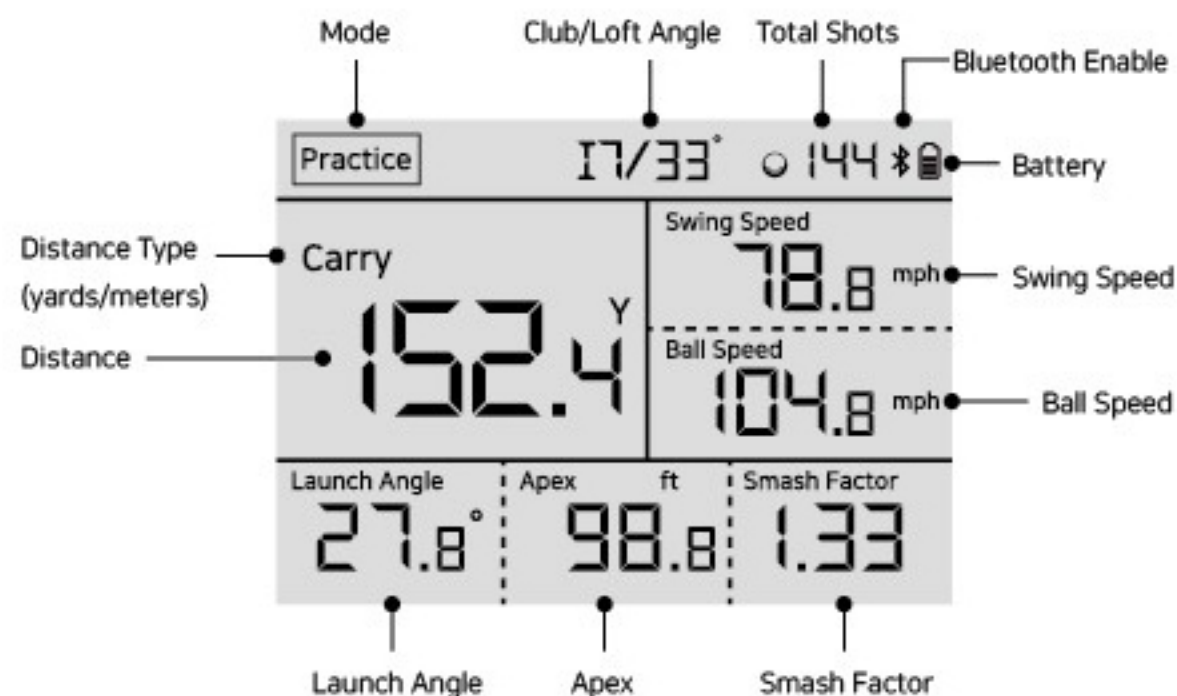 Mode
Club/Loft Angle
Total Shots
Bluetooth Enable
Practice
I7/33°
144
Battery
Distance Type
(yards/meters)
Carry
Swing Speed
78.8 mph
Swing Speed
Distance
152.4 Y
Ball Speed
104.8 mph
Ball Speed
Launch Angle
27.8°
Apex ft
98.8
Smash Factor
1.33
Launch Angle
Apex
Smash Factor